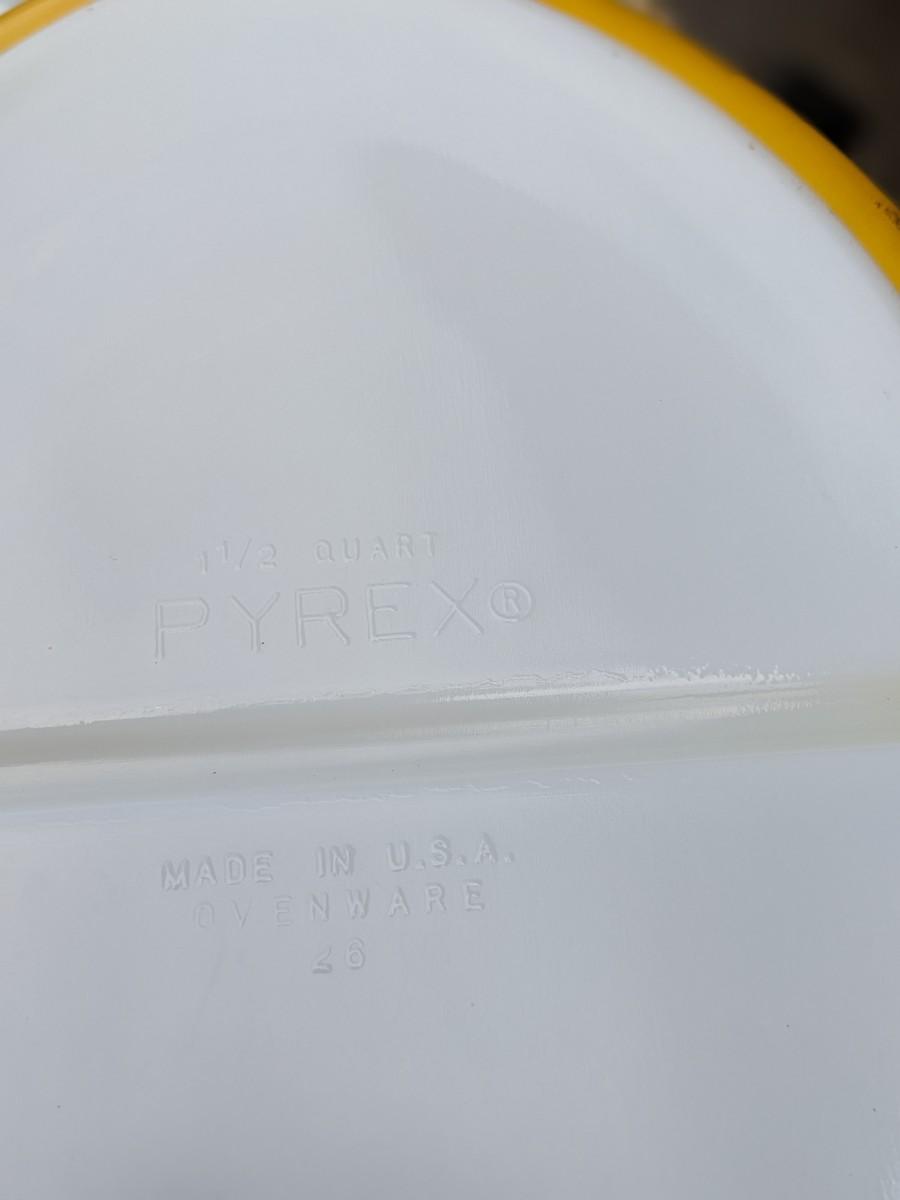 1 1/2 QUART
PYREX®
MADE IN U.S.A.
OVENWARE
26